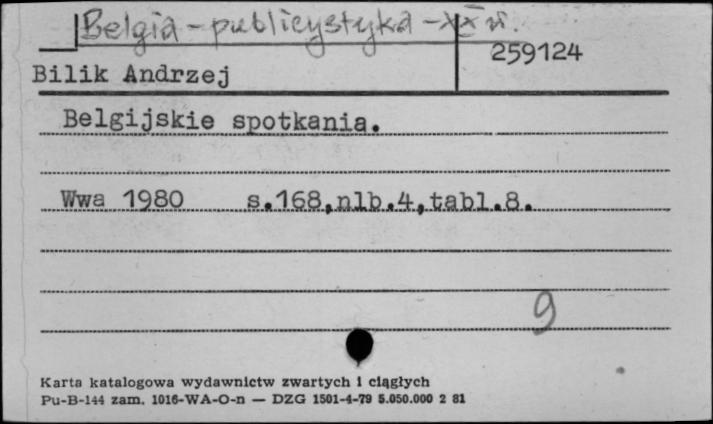 Belgia - publicystyka - XX w.
259124
Bilik Andrzej
Belgijskie spotkania.
Wwa 1980 s.168,nlb.4,tabl.8.
9
Karta katalogowa wydawnictw zwartych i ciągłych
Pu-B-144 zam. 1016-WA-O-n — DZG 1501-4-79 5.050.000 2 81